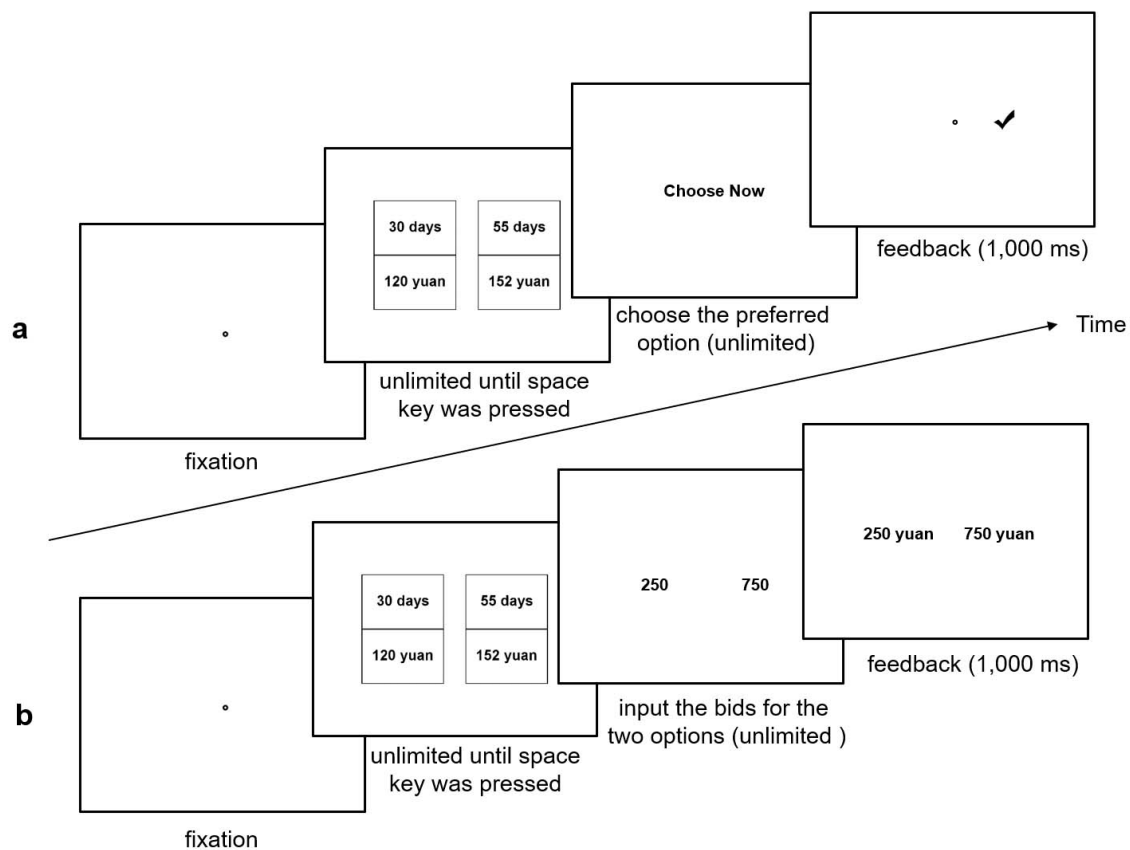 a
fixation
30 days 55 days
120 yuan 152 yuan
unlimited until space
key was pressed
Choose Now
choose the preferred
option (unlimited)
feedback (1,000 ms)
Time
b
fixation
30 days 55 days
120 yuan 152 yuan
unlimited until space
key was pressed
250 750
input the bids for the
two options (unlimited )
250 yuan 750 yuan
feedback (1,000 ms)